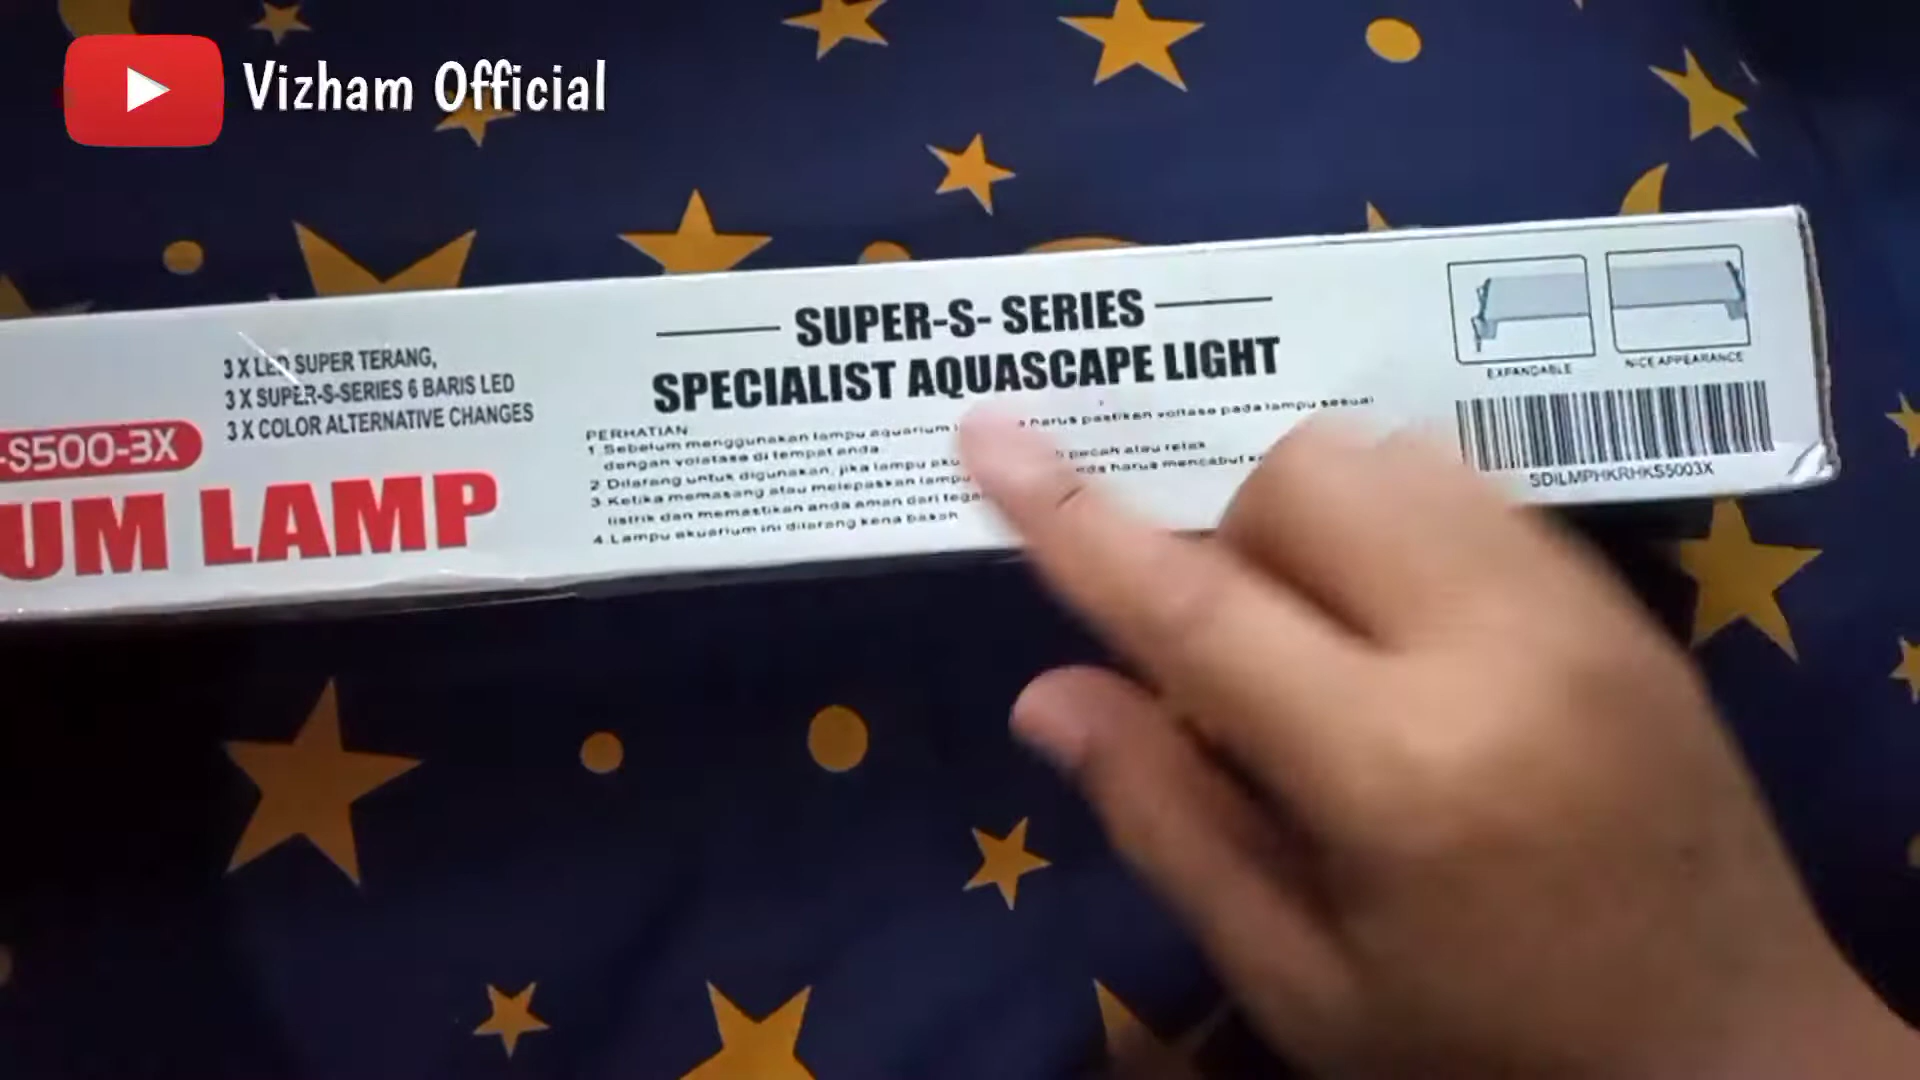 Vizham Official
3 X LED SUPER TERANG,
3 X SUPER-S-SERIES 6 BARIS LED
3 X COLOR ALTERNATIVE CHANGES
-S500-3X
UM LAMP
SUPER-S- SERIES
SPECIALIST AQUASCAPE LIGHT
PERHATIAN
1 Sebelum menggunakan lampu aquarium harus pastikan voltase pada lampu sesuai
dengan volatase di tempat anda
2 Dilarang untuk digunakan, jika lampu pecah atau retak
3 Ketika memasang atau melepaskan lampu harus mencabut
listrik dan memastikan anda aman dari
4. Lampu akuarium ini dilarang kena basah
EXPANDABLE
NICE APPEARANCE
SDILMPHKRHKS5003X